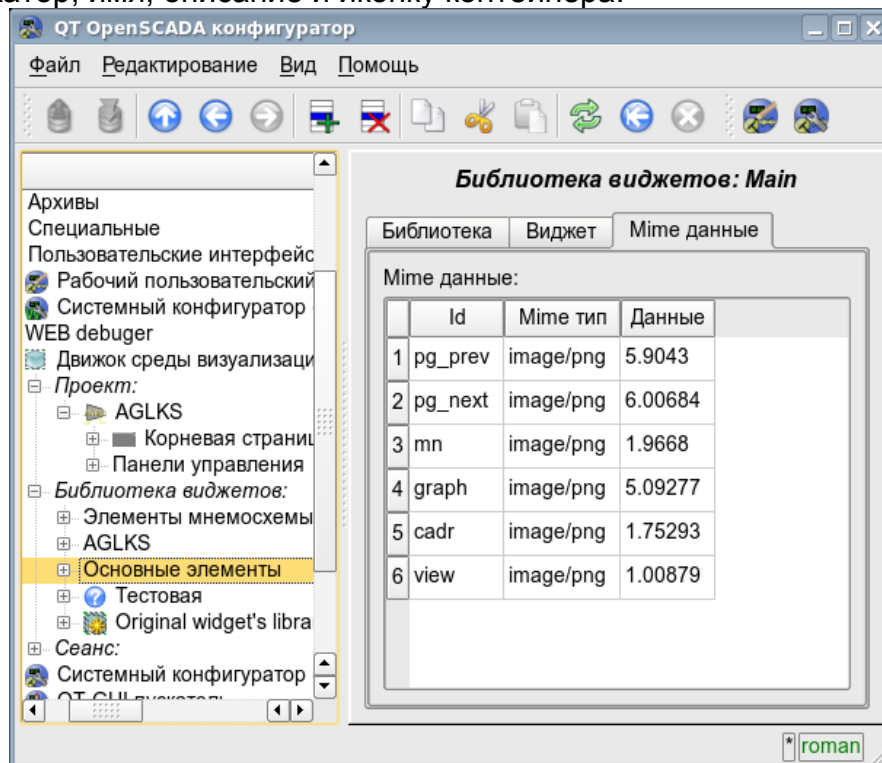 имя, описание и иконку контейнера.
QT OpenSCADA конфигуратор
Файл Редактирование Вид Помощь
Архивы
Специальные
Пользовательские интерфейс
Рабочий пользовательский
Системный конфигуратор
WEB debuger
Движок среды визуализаци
Проект:
AGLKS
Корневая страниц
Панели управления
Библиотека виджетов:
Элементы мнемосхемы
AGLKS
Основные элементы
Тестовая
Original widget's libra
Сеанс:
Системный конфигуратор
Библиотека виджетов: Main
Библиотека Виджет Mime данные
Mime данные:
Id Mime тип Данные
1 pg_prev image/png 5.9043
2 pg_next image/png 6.00684
3 mn image/png 1.9668
4 graph image/png 5.09277
5 cadr image/png 1.75293
6 view image/png 1.00879
* roman